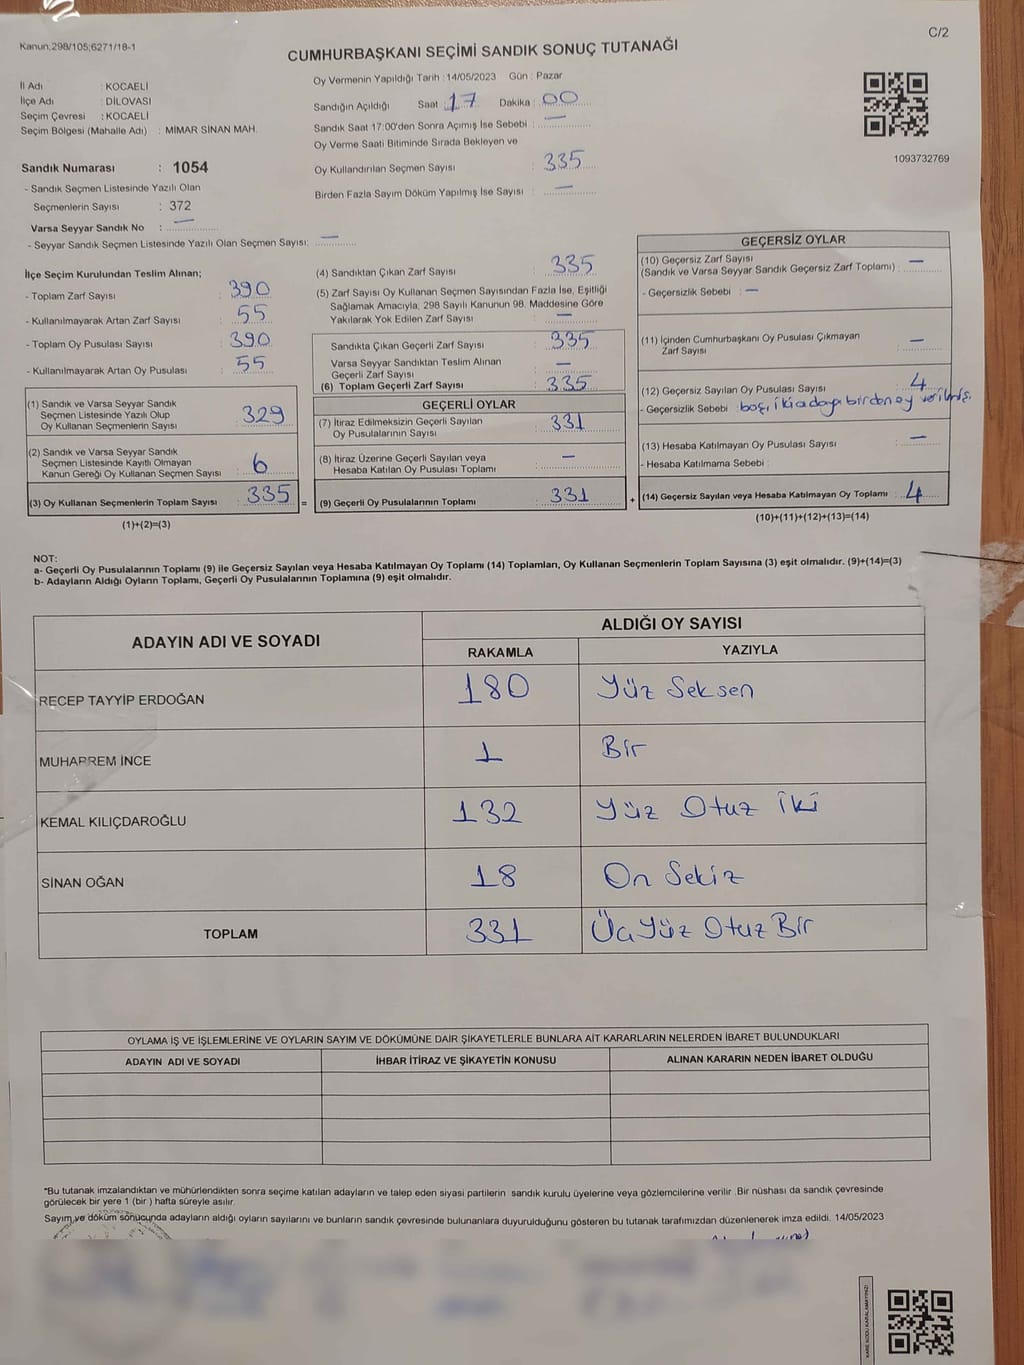 Kanun;298/105;6271/18-1
C/2
CUMHURBAŞKANI SEÇİMİ SANDIK SONUÇ TUTANAĞI
İl Adı : KOCAELİ
İlçe Adı : DİLOVASI
Seçim Çevresi : KOCAELİ
Seçim Bölgesi (Mahalle Adı) : MİMAR SİNAN MAH.
Sandık Numarası : 1054
- Sandık Seçmen Listesinde Yazılı Olan
Seçmenlerin Sayısı : 372
Varsa Seyyar Sandık No : —
- Seyyar Sandık Seçmen Listesinde Yazılı Olan Seçmen Sayısı: —
Oy Vermenin Yapıldığı Tarih : 14/05/2023 Gün : Pazar
Sandığın Açıldığı Saat : 17 Dakika : 00
Sandık Saat 17:00'den Sonra Açımış İse Sebebi : —
Oy Verme Saati Bitiminde Sırada Bekleyen ve
Oy Kullandırılan Seçmen Sayısı : 335
Birden Fazla Sayım Döküm Yapılmış İse Sayısı : —
1093732769
İlçe Seçim Kurulundan Teslim Alınan;
- Toplam Zarf Sayısı : 390
- Kullanılmayarak Artan Zarf Sayısı : 55
- Toplam Oy Pusulası Sayısı : 390
- Kullanılmayarak Artan Oy Pusulası : 55
(1) Sandık ve Varsa Seyyar Sandık
Seçmen Listesinde Yazılı Olup
Oy Kullanan Seçmenlerin Sayısı : 329
(2) Sandık ve Varsa Seyyar Sandık
Seçmen Listesinde Kayıtlı Olmayan
Kanun Gereği Oy Kullanan Seçmen Sayısı : 6
(3) Oy Kullanan Seçmenlerin Toplam Sayısı : 335 =
(1)+(2)=(3)
(4) Sandıktan Çıkan Zarf Sayısı : 335
(5) Zarf Sayısı Oy Kullanan Seçmen Sayısından Fazla İse, Eşitliği
Sağlamak Amacıyla, 298 Sayılı Kanunun 98. Maddesine Göre
Yakılarak Yok Edilen Zarf Sayısı : —
Sandıkta Çıkan Geçerli Zarf Sayısı : 335
Varsa Seyyar Sandıktan Teslim Alınan
Geçerli Zarf Sayısı : —
(6) Toplam Geçerli Zarf Sayısı : 335
GEÇERLİ OYLAR
(7) İtiraz Edilmeksizin Geçerli Sayılan
Oy Pusulalarının Sayısı : 331
(8) İtiraz Üzerine Geçerli Sayılan veya
Hesaba Katılan Oy Pusulası Toplamı : —
(9) Geçerli Oy Pusulalarının Toplamı : 331 +
GEÇERSİZ OYLAR
(10) Geçersiz Zarf Sayısı
(Sandık ve Varsa Seyyar Sandık Geçersiz Zarf Toplamı) : —
- Geçersizlik Sebebi : —
(11) İçinden Cumhurbaşkanı Oy Pusulası Çıkmayan
Zarf Sayısı : —
(12) Geçersiz Sayılan Oy Pusulası Sayısı : 4
- Geçersizlik Sebebi : boş, iki adaya birden oy verilmiş.
(13) Hesaba Katılmayan Oy Pusulası Sayısı : —
- Hesaba Katılmama Sebebi :
(14) Geçersiz Sayılan veya Hesaba Katılmayan Oy Toplamı : 4
(10)+(11)+(12)+(13)=(14)
NOT:
a- Geçerli Oy Pusulalarının Toplamı (9) ile Geçersiz Sayılan veya Hesaba Katılmayan Oy Toplamı (14) Toplamları, Oy Kullanan Seçmenlerin Toplam Sayısına (3) eşit olmalıdır. (9)+(14)=(3)
b- Adayların Aldığı Oyların Toplamı, Geçerli Oy Pusulalarının Toplamına (9) eşit olmalıdır.
ADAYIN ADI VE SOYADI
ALDIĞI OY SAYISI
RAKAMLA YAZIYLA
RECEP TAYYİP ERDOĞAN 180 Yüz Seksen
MUHARREM İNCE 1 Bir
KEMAL KILIÇDAROĞLU 132 Yüz Otuz İki
SİNAN OĞAN 18 On Sekiz
TOPLAM 331 Üç Yüz Otuz Bir
OYLAMA İŞ VE İŞLEMLERİNE VE OYLARIN SAYIM VE DÖKÜMÜNE DAİR ŞİKAYETLERLE BUNLARA AİT KARARLARIN NELERDEN İBARET BULUNDUKLARI
ADAYIN ADI VE SOYADI İHBAR İTİRAZ VE ŞİKAYETİN KONUSU ALINAN KARARIN NEDEN İBARET OLDUĞU
*Bu tutanak imzalandıktan ve mühürlendikten sonra seçime katılan adayların ve talep eden siyasi partilerin sandık kurulu üyelerine veya gözlemcilerine verilir .Bir nüshası da sandık çevresinde
görülecek bir yere 1 (bir ) hafta süreyle asılır.
Sayım ve döküm sonucunda adayların aldığı oyların sayılarını ve bunların sandık çevresinde bulunanlara duyurulduğunu gösteren bu tutanak tarafımızdan düzenlenerek imza edildi. 14/05/2023
KARE KODU KARALAMAYINIZ!